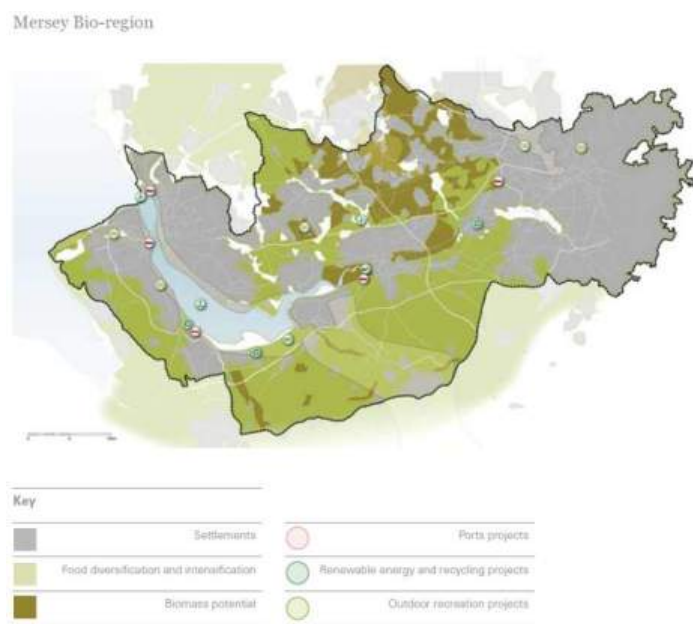 Mersey Bio-region
Key
Settlements
Food diversification and intensification
Biomass potential
Ports projects
Renewable energy and recycling projects
Outdoor recreation projects